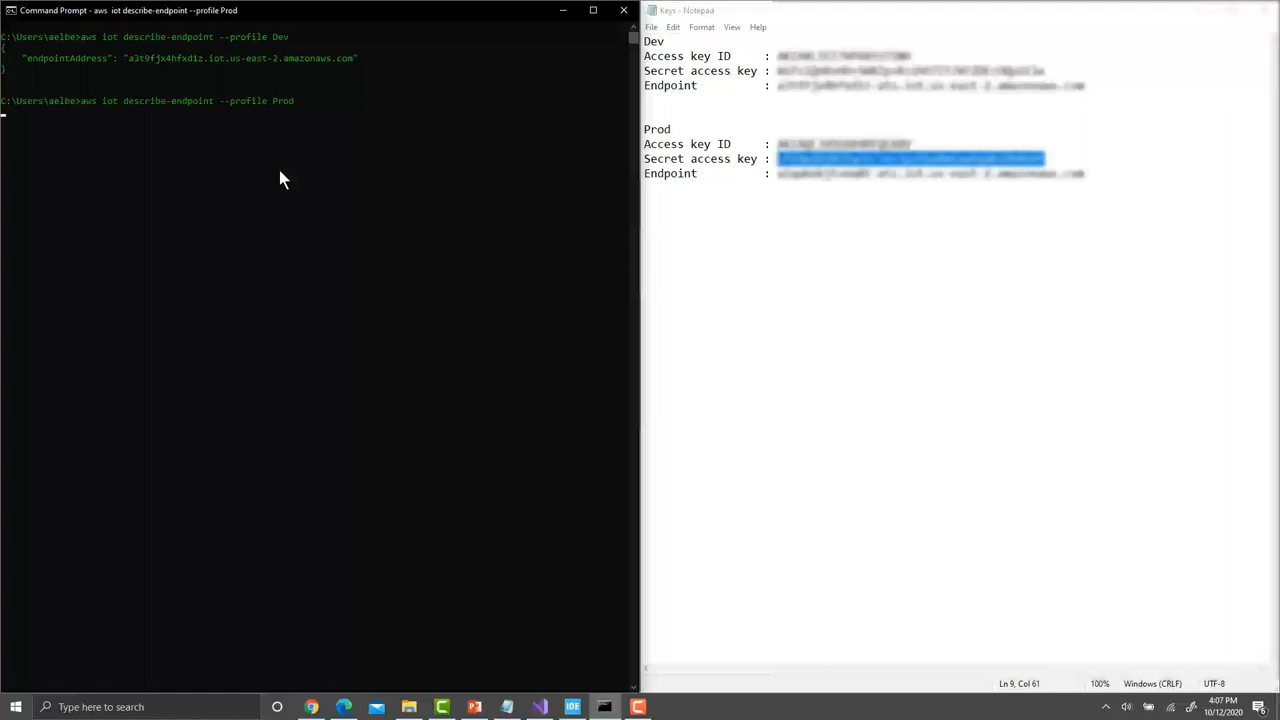 Command Prompt - aws iot describe-endpoint --profile Prod
C:\Users\aelbe>aws iot describe-endpoint --profile Dev
{
endpointAddress": "a3t9fjx4hfxd1z.iot.us-east-2.amazonaws.com"
C:\Users\aelbe>aws iot describe-endpoint --profile Prod
Keys - Notepad
File Edit Format View Help
Dev
Access key ID :
Secret access key :
Endpoint :
Prod
Access key ID :
Secret access key :
Endpoint :
Ln 9, Col 61 100% Windows (CRLF) UTF-8
Type here to search
IDE
4:07 PM
10/12/2020